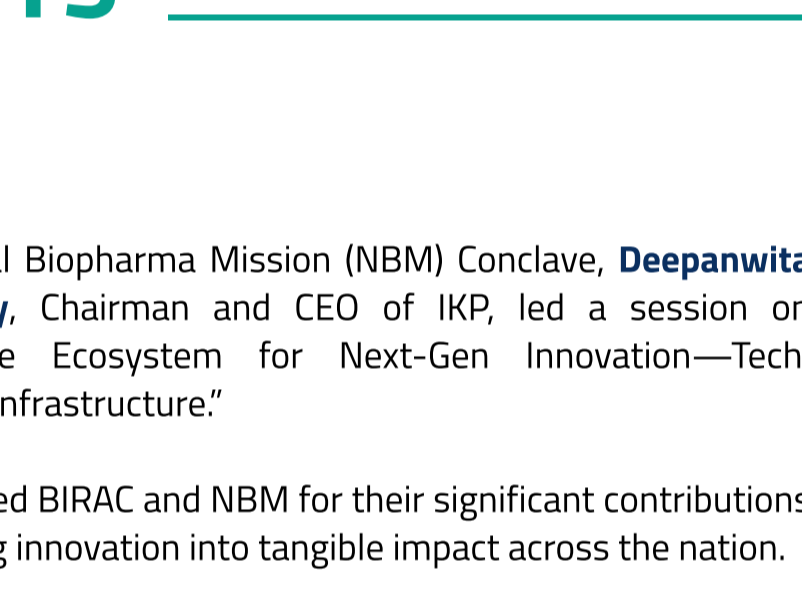 l Biopharma Mission (NBM) Conclave, Deepanwita
, Chairman and CEO of IKP, led a session on
e Ecosystem for Next-Gen Innovation—Tech
nfrastructure.”
ed BIRAC and NBM for their significant contributions
g innovation into tangible impact across the nation.